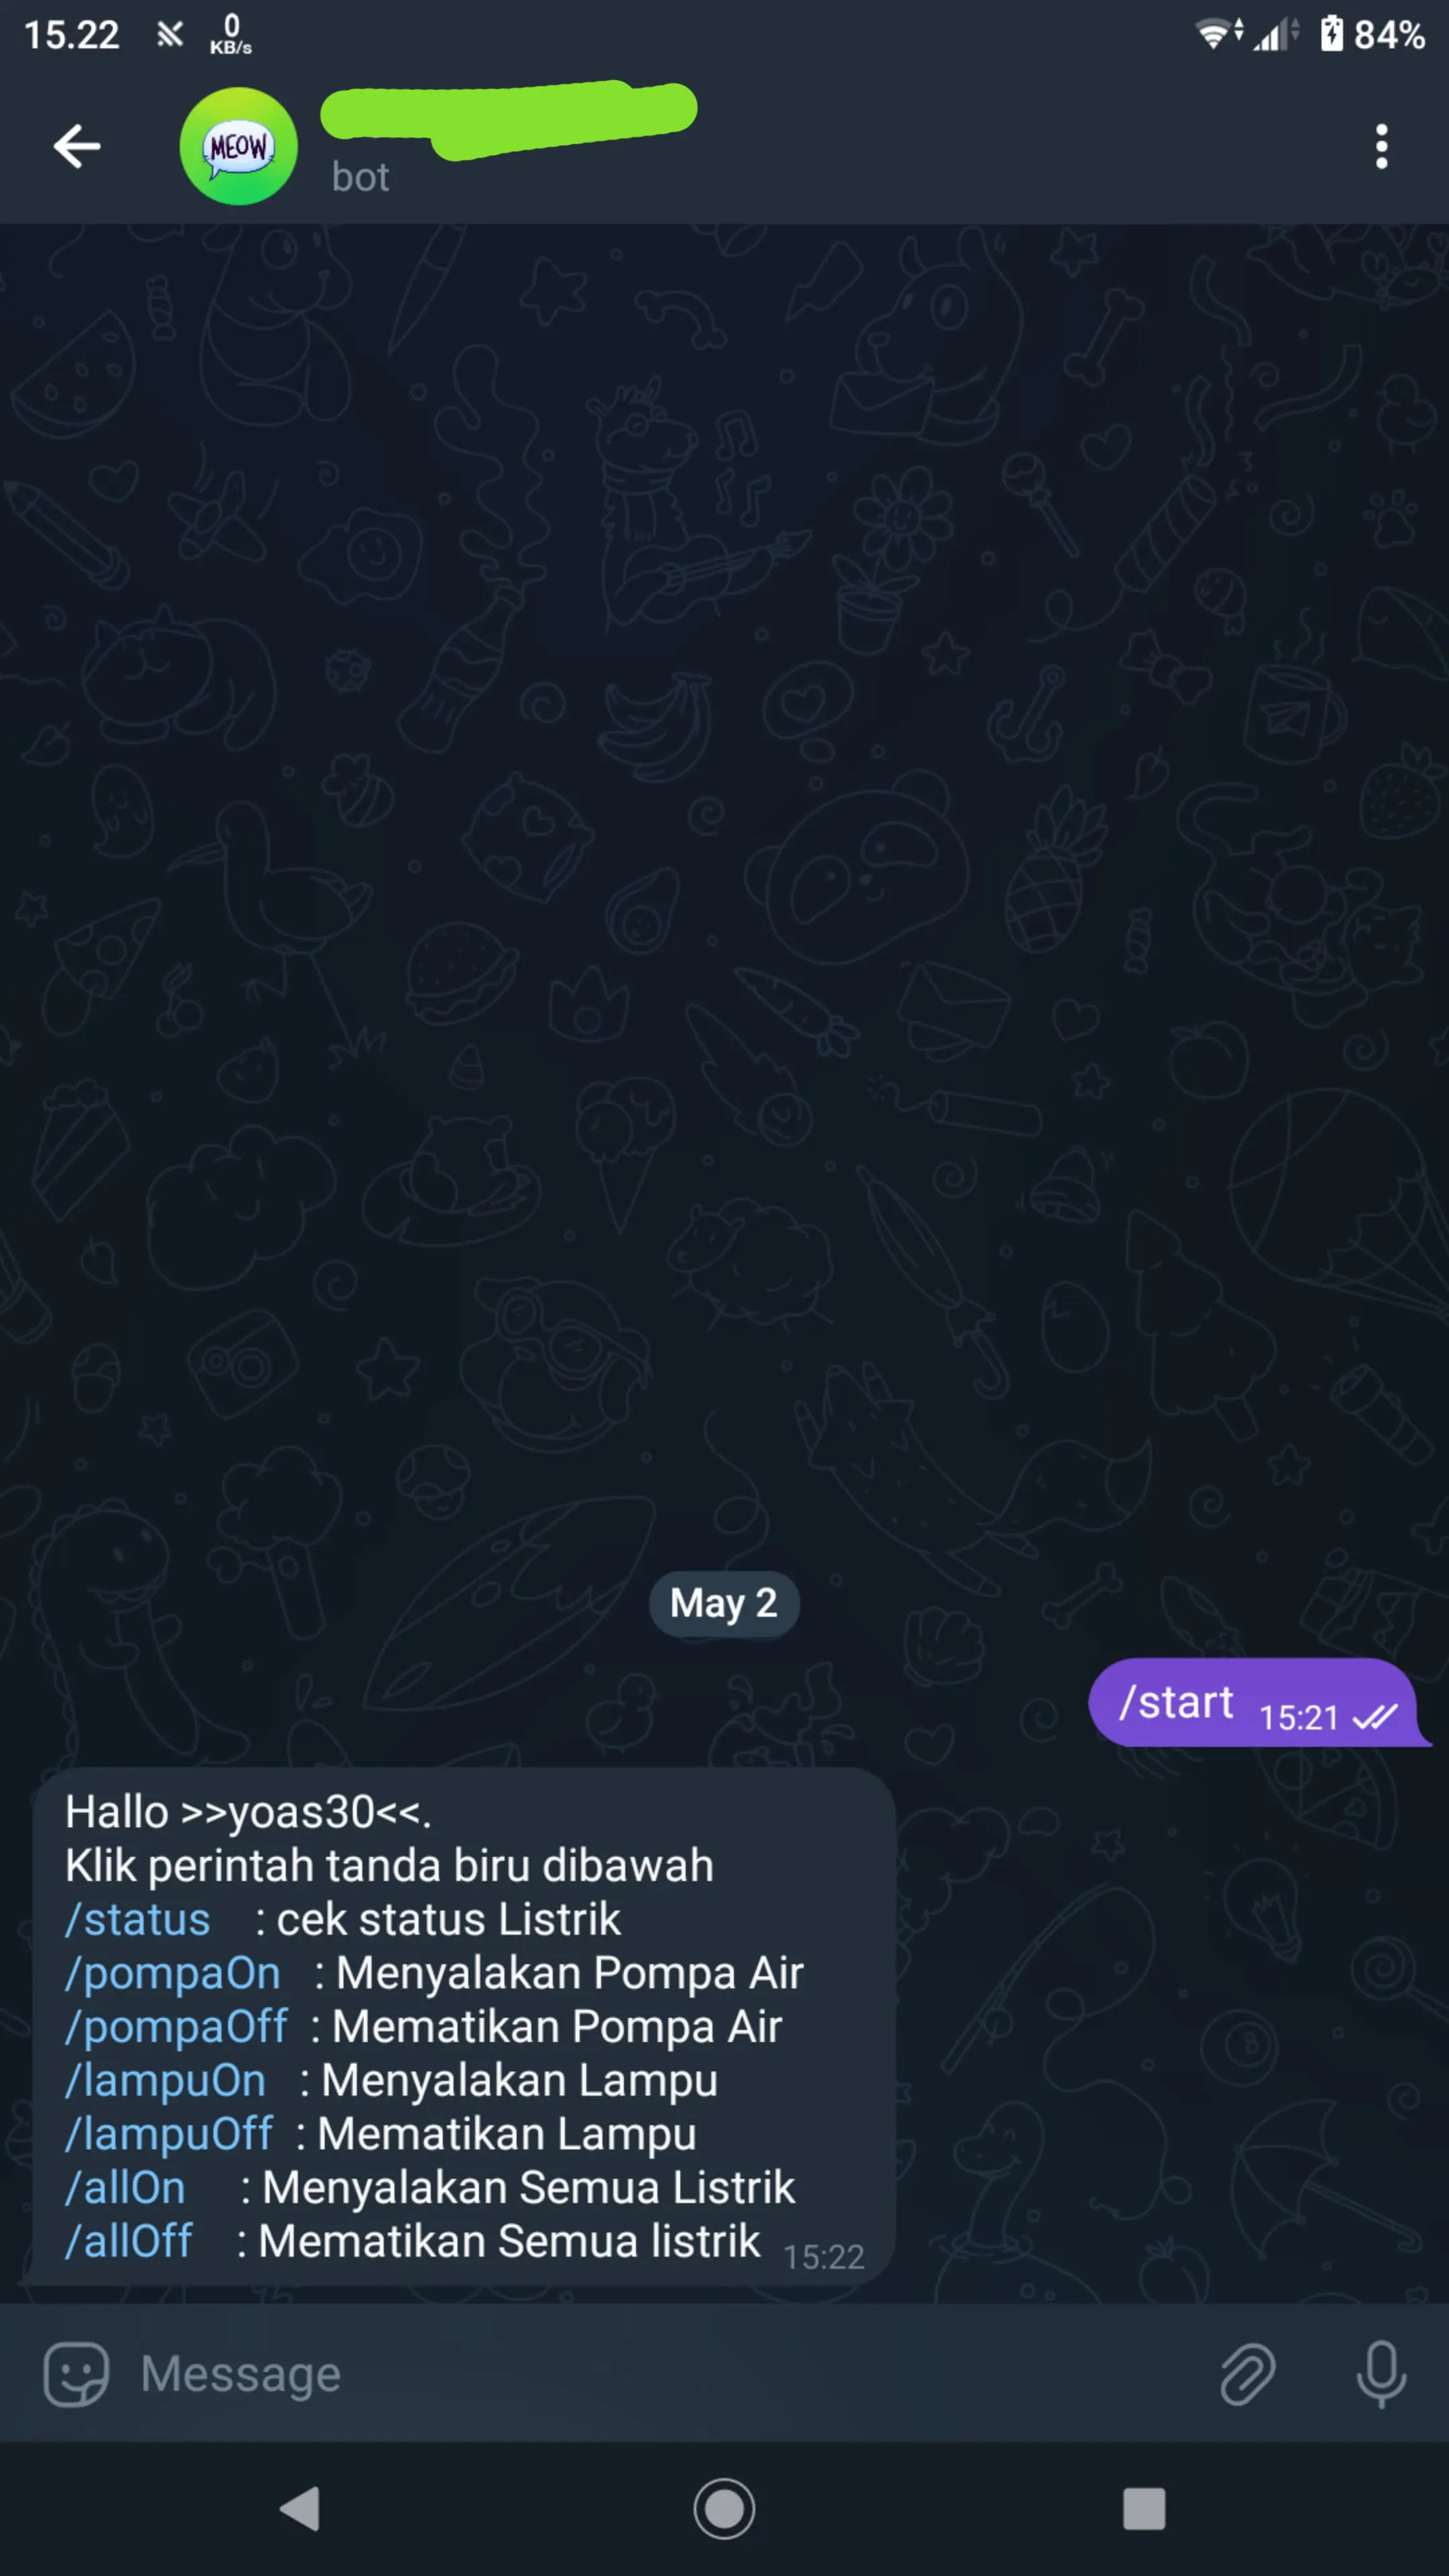 15.22
0
KB/s
84%
MEOW
bot
May 2
/start 15:21
Hallo >>yoas30<<.
Klik perintah tanda biru dibawah
/status : cek status Listrik
/pompaOn : Menyalakan Pompa Air
/pompaOff : Mematikan Pompa Air
/lampuOn : Menyalakan Lampu
/lampuOff : Mematikan Lampu
/allOn : Menyalakan Semua Listrik
/allOff : Mematikan Semua listrik 15:22
Message